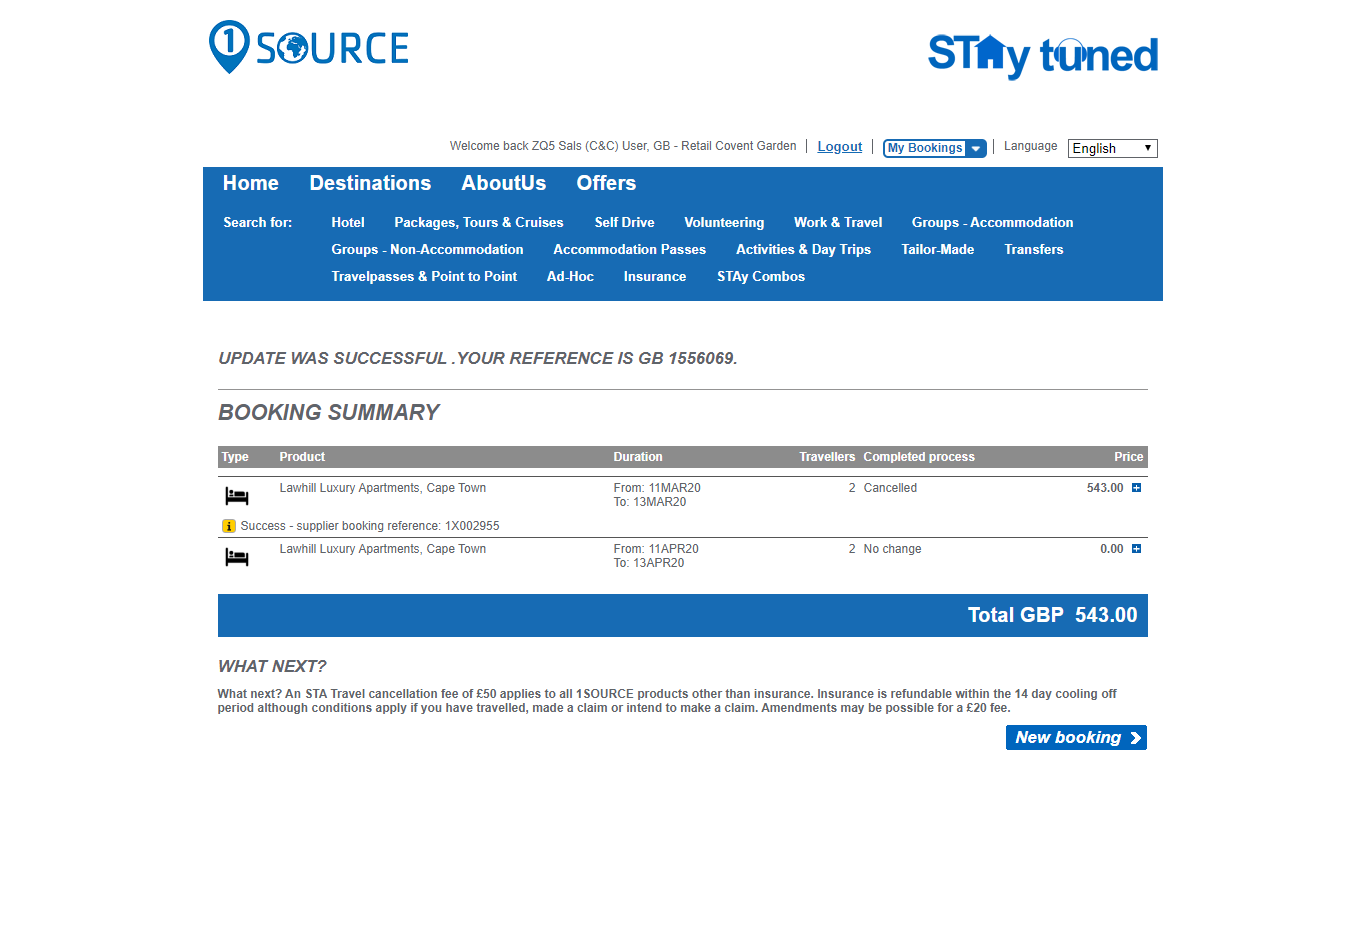 1 SOURCE
STAy tuned
Welcome back ZQ5 Sals (C&C) User, GB - Retail Covent Garden | Logout | My Bookings | Language English
Home Destinations AboutUs Offers
Search for: Hotel Packages, Tours & Cruises Self Drive Volunteering Work & Travel Groups - Accommodation
Groups - Non-Accommodation Accommodation Passes Activities & Day Trips Tailor-Made Transfers
Travelpasses & Point to Point Ad-Hoc Insurance STAy Combos
UPDATE WAS SUCCESSFUL .YOUR REFERENCE IS GB 1556069.
BOOKING SUMMARY
Type Product Duration Travellers Completed process Price
Lawhill Luxury Apartments, Cape Town From: 11MAR20 2 Cancelled 543.00
To: 13MAR20
Success - supplier booking reference: 1X002955
Lawhill Luxury Apartments, Cape Town From: 11APR20 2 No change 0.00
To: 13APR20
Total GBP 543.00
WHAT NEXT?
What next? An STA Travel cancellation fee of £50 applies to all 1SOURCE products other than insurance. Insurance is refundable within the 14 day cooling off
period although conditions apply if you have travelled, made a claim or intend to make a claim. Amendments may be possible for a £20 fee.
New booking